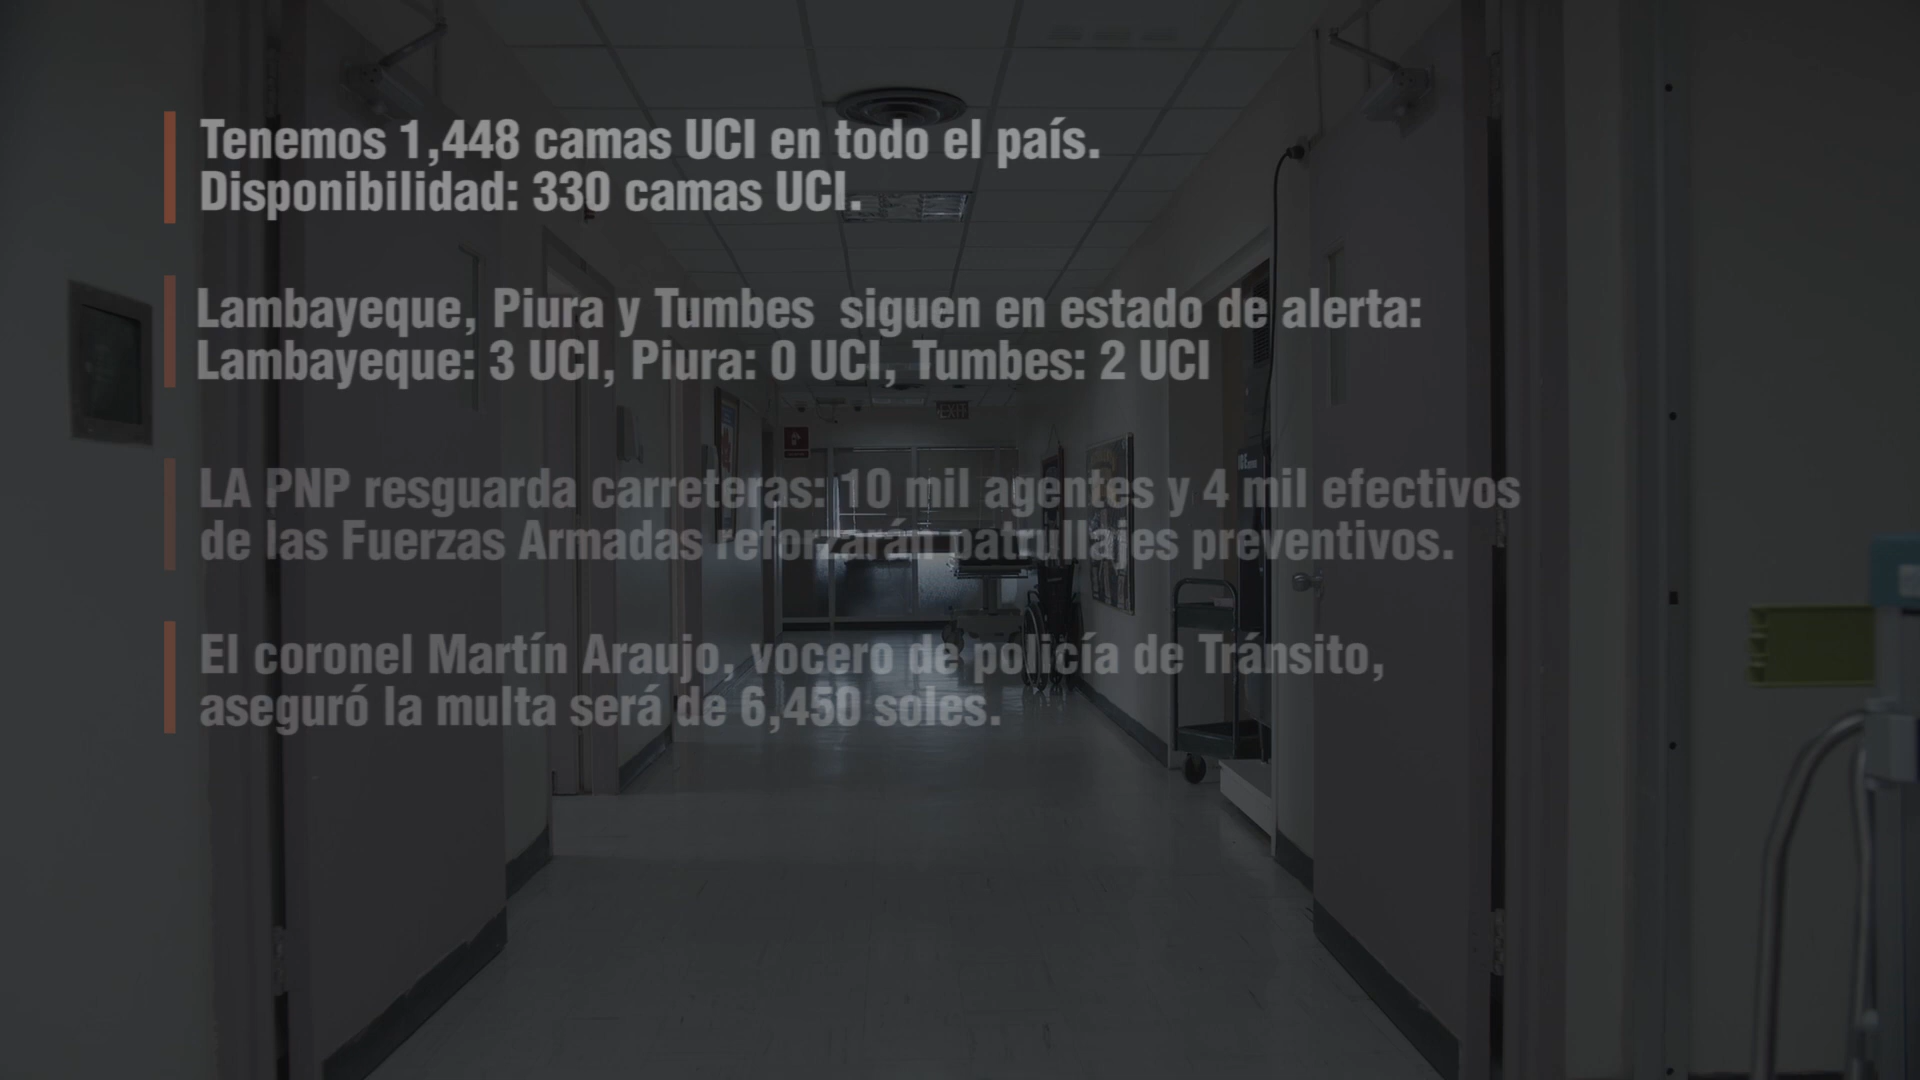 Tenemos 1,448 camas UCI en todo el país.
Disponibilidad: 330 camas UCI.
Lambayeque, Piura y Tumbes siguen en estado de alerta:
Lambayeque: 3 UCI, Piura: 0 UCI, Tumbes: 2 UCI
LA PNP resguarda carreteras: 10 mil agentes y 4 mil efectivos
de las Fuerzas Armadas reforzarán patrullajes preventivos.
El coronel Martín Araujo, vocero de policía de Tránsito,
aseguró la multa será de 6,450 soles.
EXIT